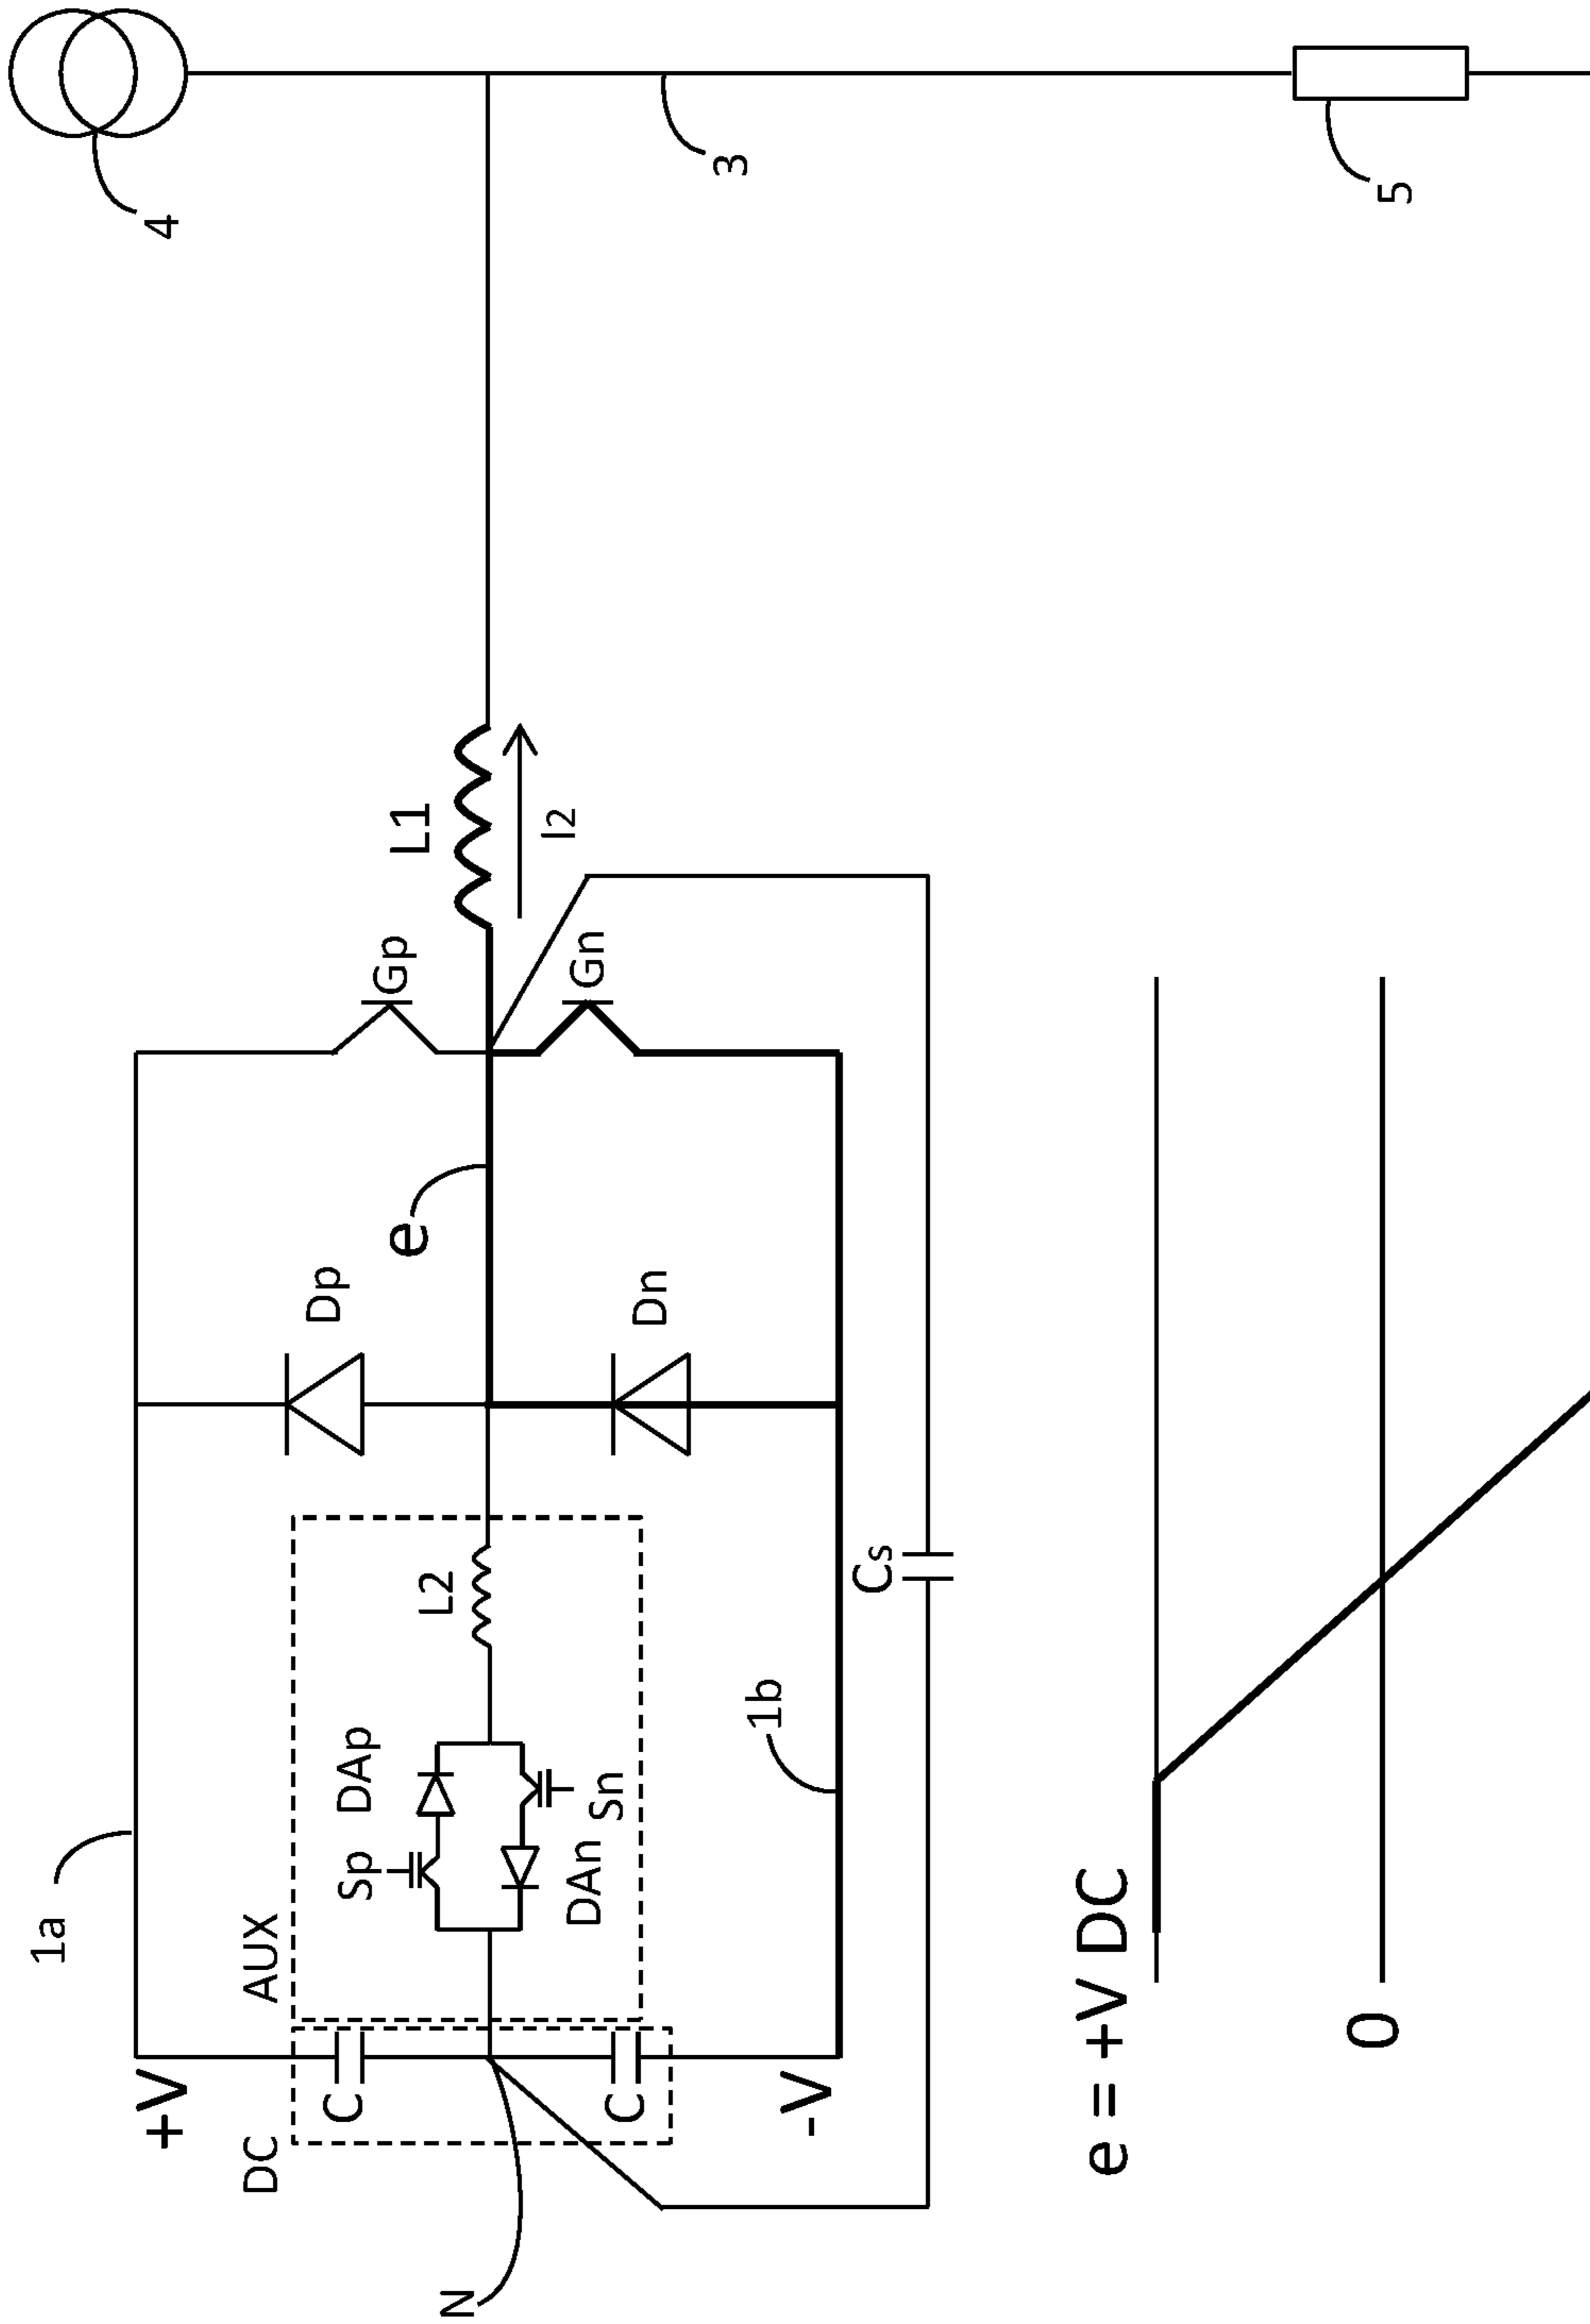 1a
+V
DC
AUX
C
Sp
DAp
Dp
Gp
4
L2
e
L1
N
I2
3
C
DAn
Sn
Dn
Gn
-V
1b
Cs
e = +V DC
0
5